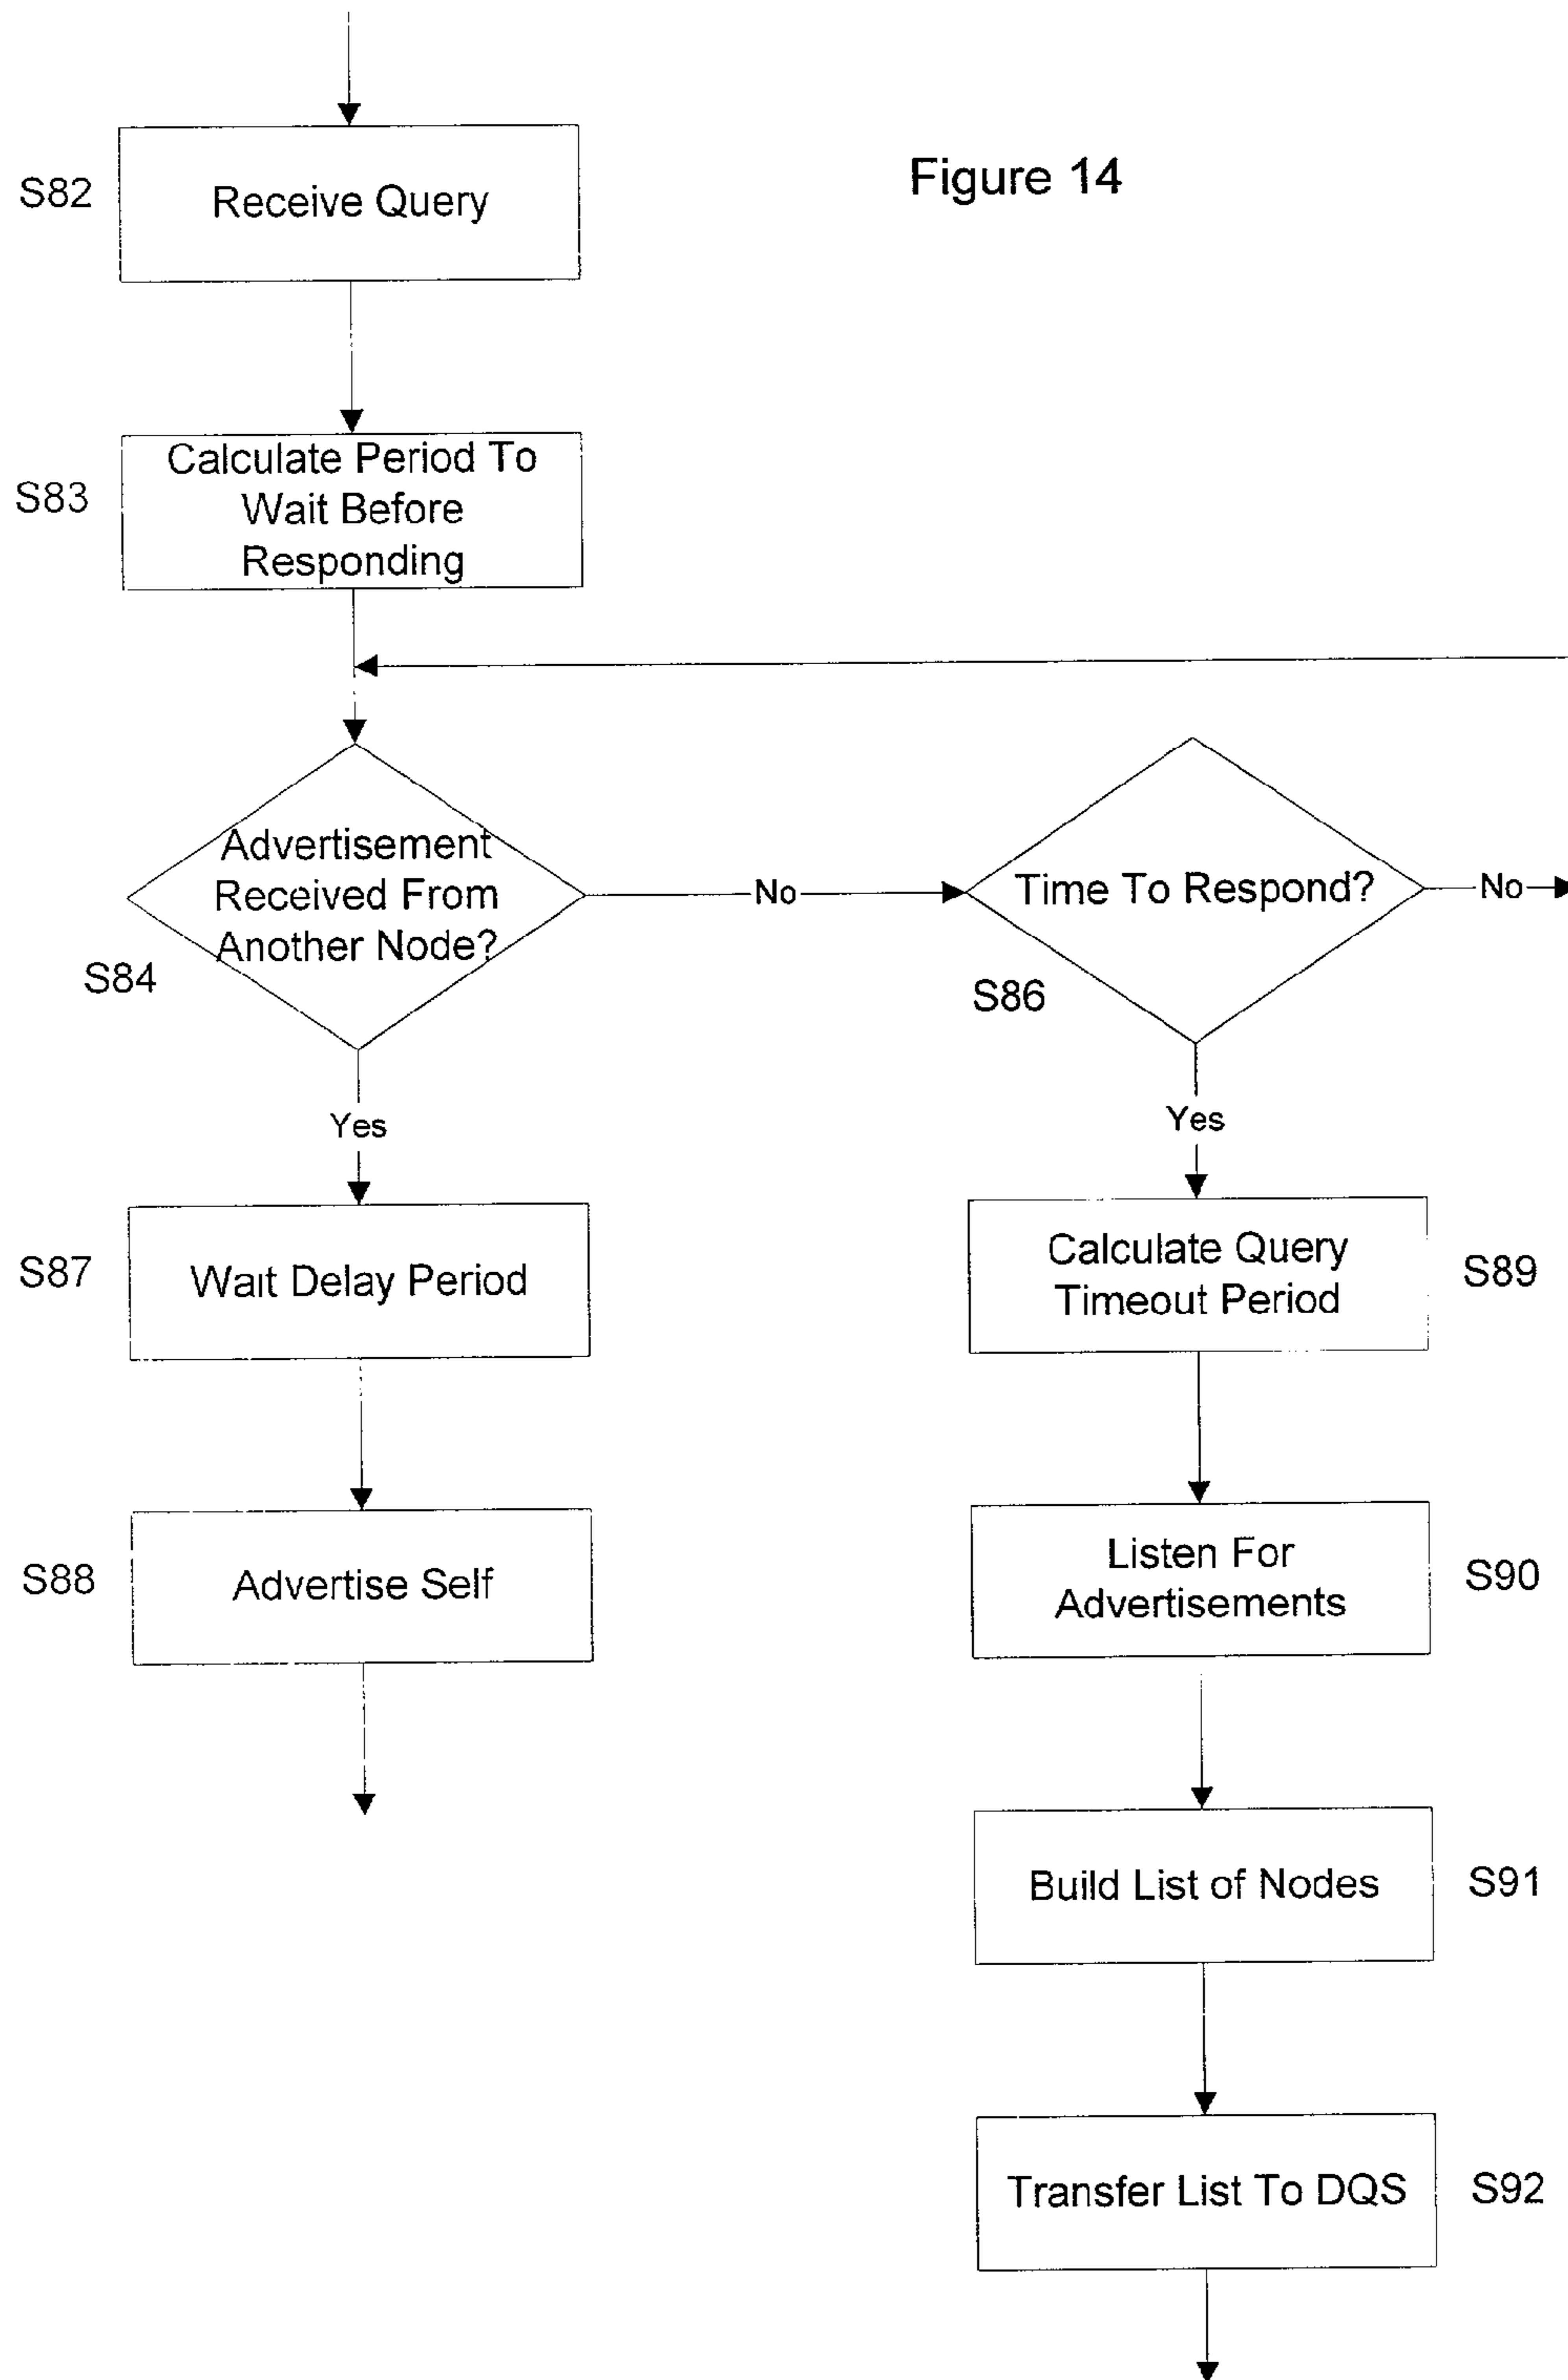 Figure 14
S82
Receive Query
S83
Calculate Period To
Wait Before
Responding
S84
Advertisement
Received From
Another Node?
No
S86
Time To Respond?
No
Yes
Yes
S87
Wait Delay Period
Calculate Query
Timeout Period
S89
S88
Advertise Self
Listen For
Advertisements
S90
Build List of Nodes
S91
Transfer List To DQS
S92